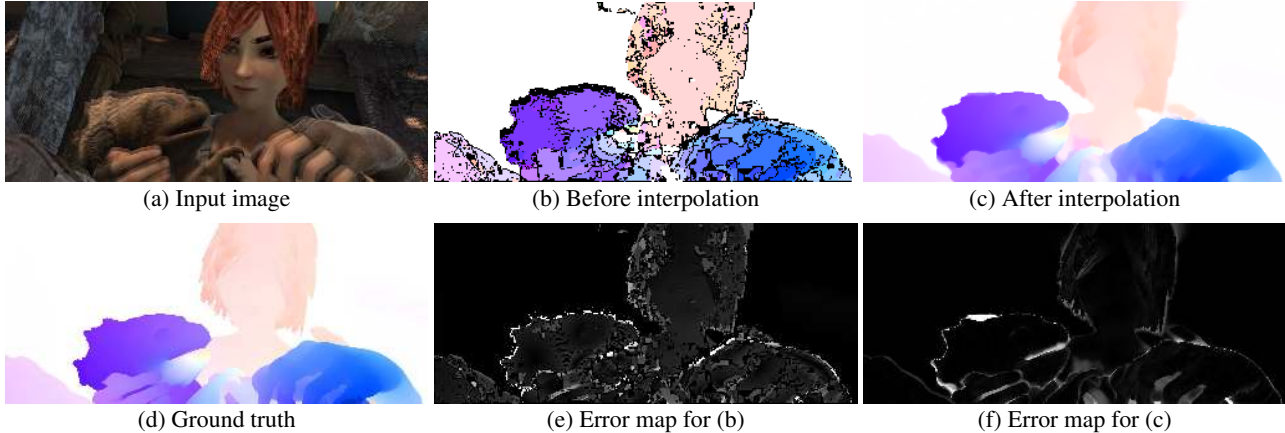 (a) Input image
(b) Before interpolation
(c) After interpolation
(d) Ground truth
(e) Error map for (b)
(f) Error map for (c)